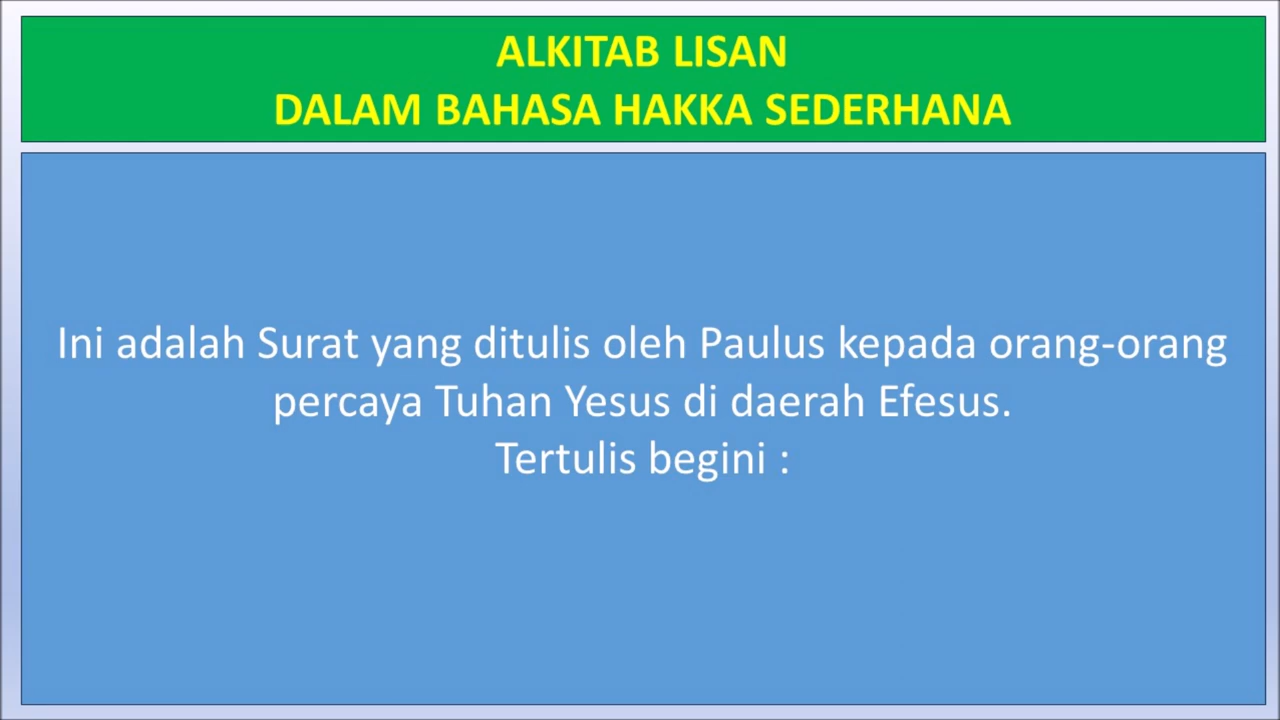 ALKITAB LISAN
DALAM BAHASA HAKKA SEDERHANA
Ini adalah Surat yang ditulis oleh Paulus kepada orang-orang
percaya Tuhan Yesus di daerah Efesus.
Tertulis begini :